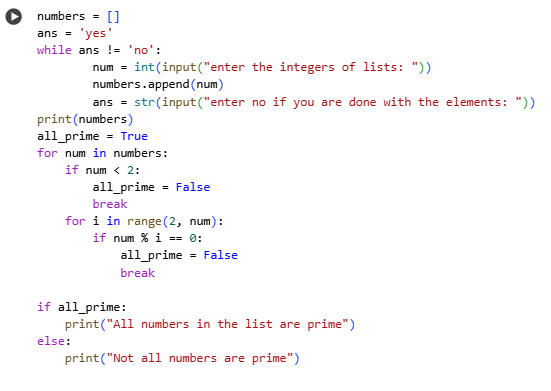 numbers = []
ans = 'yes'
while ans != 'no':
        num = int(input("enter the integers of lists: "))
        numbers.append(num)
        ans = str(input("enter no if you are done with the elements: "))
print(numbers)
all_prime = True
for num in numbers:
    if num < 2:
        all_prime = False
        break
    for i in range(2, num):
        if num % i == 0:
            all_prime = False
            break

if all_prime:
    print("All numbers in the list are prime")
else:
    print("Not all numbers are prime")